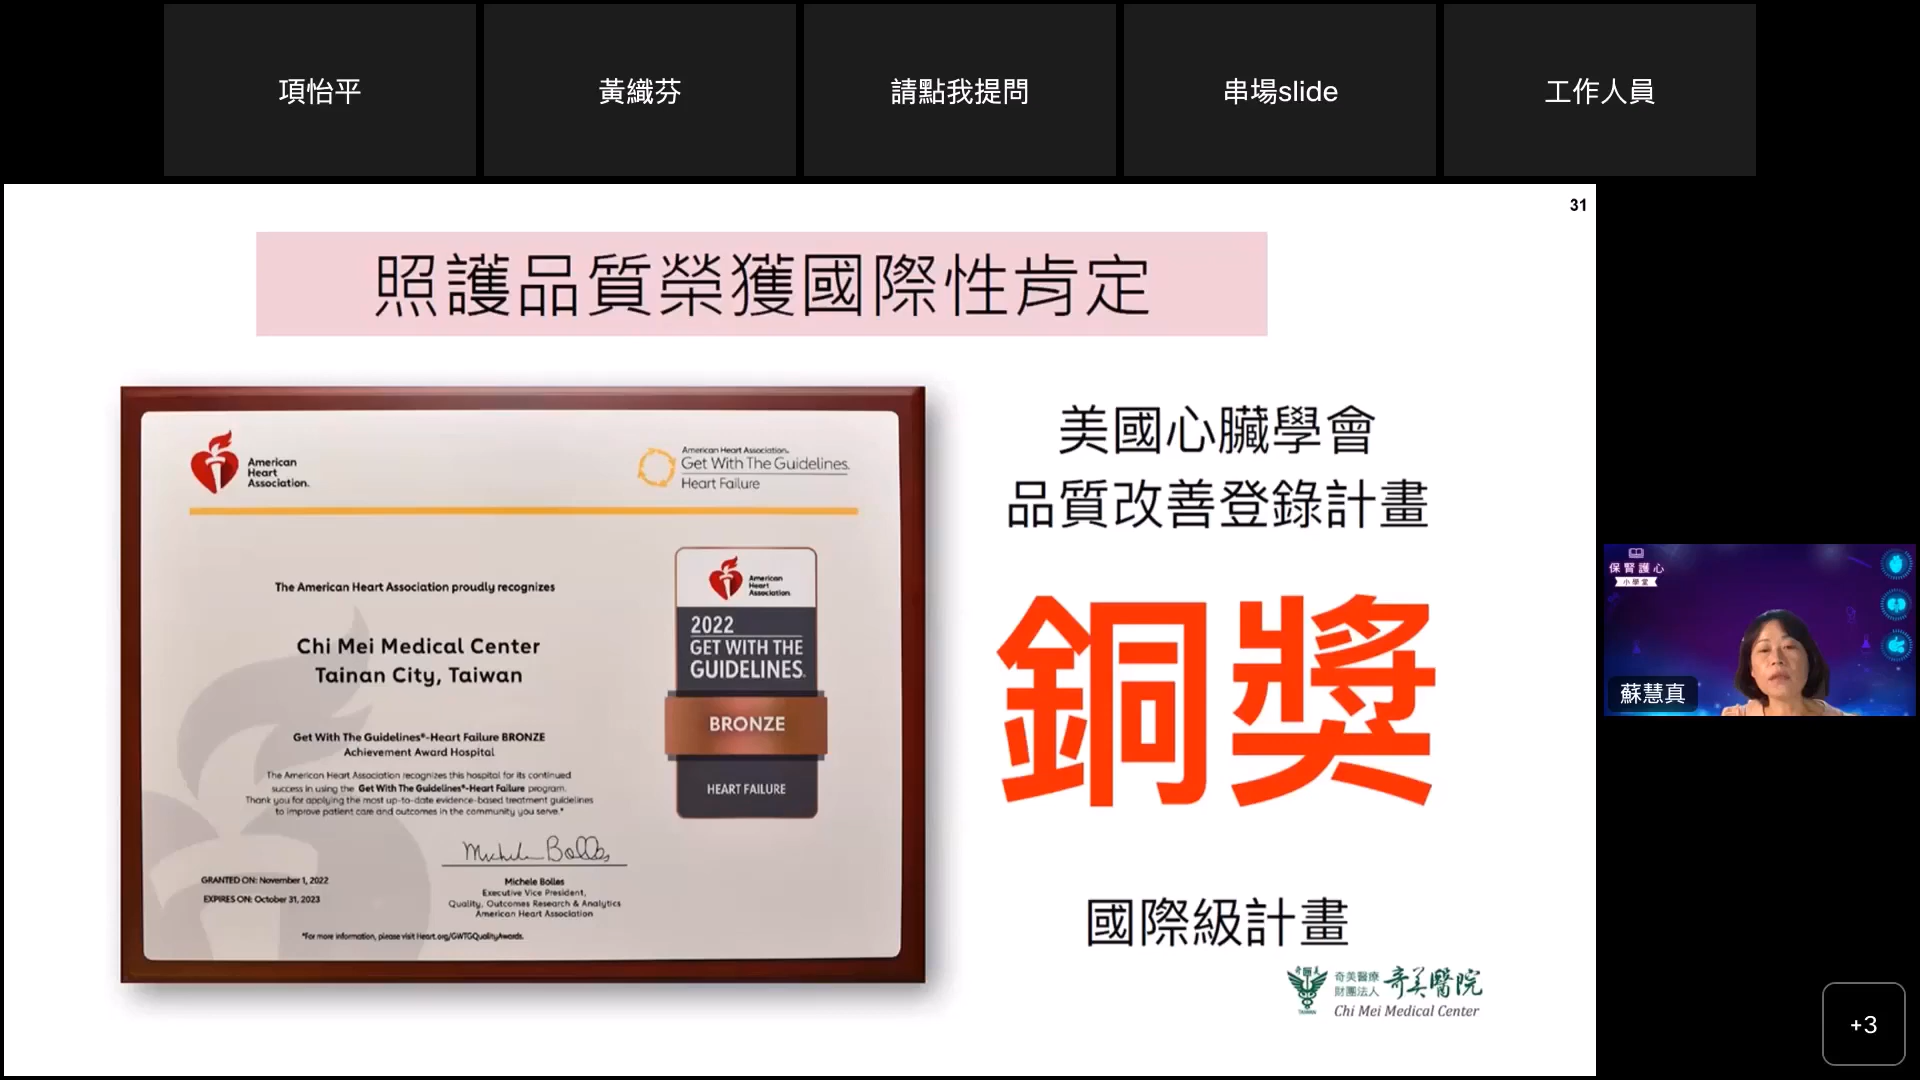 項怡平
黃織芬
請點我提問
串場slide
工作人員
31
照護品質榮獲國際性肯定
American
Heart
Association.
American Heart Association.
Get With The Guidelines.
Heart Failure
The American Heart Association proudly recognizes
Chi Mei Medical Center
Tainan City, Taiwan
Get With The Guidelines®-Heart Failure BRONZE
Achievement Award Hospital
The American Heart Association recognizes this hospital for its continued
success in using the Get With The Guidelines®-Heart Failure program.
Thank you for applying the most up-to-date evidence-based treatment guidelines
to improve patient care and outcomes in the community you serve.*
Michele Bolles
Michele Bolles
Executive Vice President,
Quality, Outcomes Research & Analytics
American Heart Association
GRANTED ON: November 1, 2022
EXPIRES ON: October 31, 2023
*For more information, please visit Heart.org/GWTGQualityAwards.
American
Heart
Association.
2022
GET WITH THE
GUIDELINES.
BRONZE
HEART FAILURE
美國心臟學會
品質改善登錄計畫
銅獎
國際級計畫
奇美醫療
財團法人
奇美醫院
Chi Mei Medical Center
保腎護心
小學堂
蘇慧真
+3